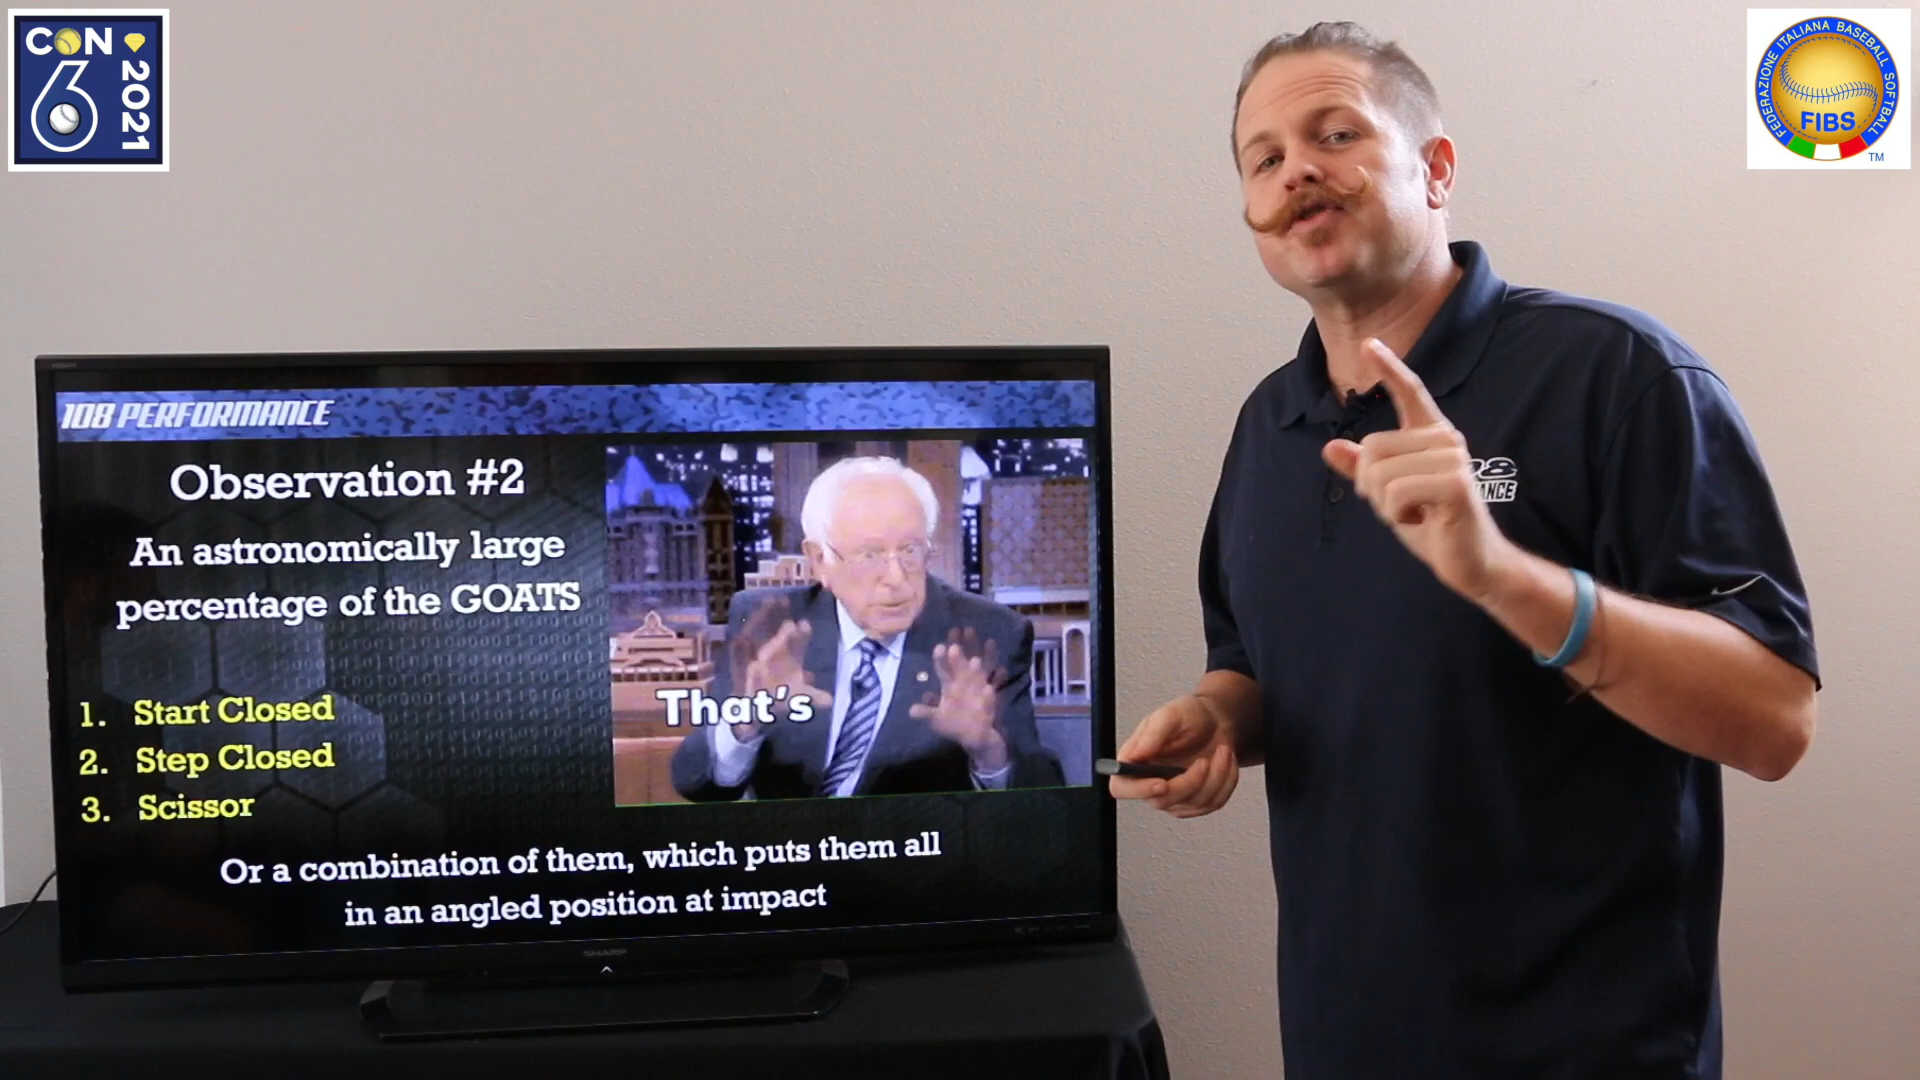 CON
6
2021
FEDERAZIONE ITALIANA BASEBALL SOFTBALL
FIBS
TM
108 PERFORMANCE
Observation #2
An astronomically large
percentage of the GOATS
1. Start Closed
2. Step Closed
3. Scissor
That's
Or a combination of them, which puts them all
in an angled position at impact
SHARP